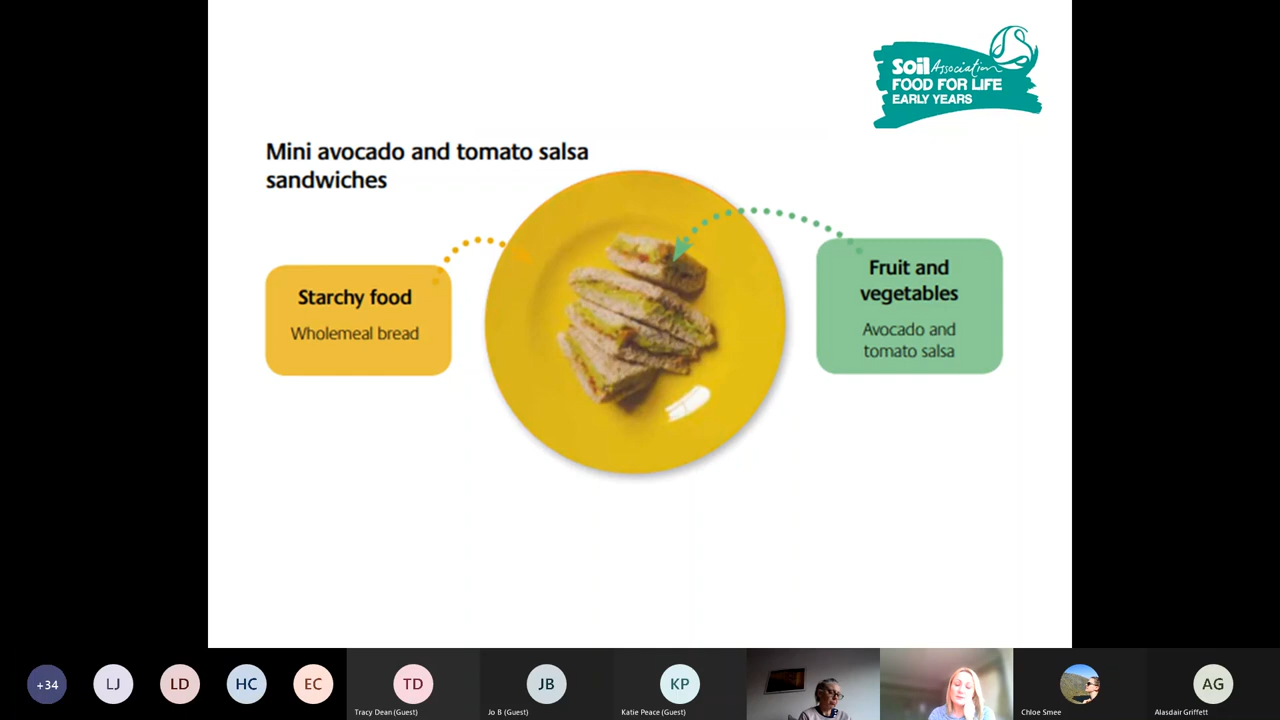 soil Association
FOOD FOR LIFE
EARLY YEARS
Mini avocado and tomato salsa
sandwiches
Starchy food
Wholemeal bread
Fruit and
vegetables
Avocado and
tomato salsa
+34
LJ
LD
HC
EC
TD
JB
KP
AG
Tracy Dean (Guest)
Jo B (Guest)
Katie Peace (Guest)
Chloe Smee
Alasdair Griffett